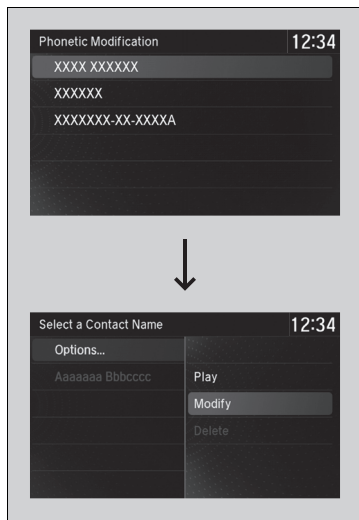 Phonetic Modification 12:34
XXXX XXXXXX
XXXXXX
XXXXXXX-XX-XXXXA
Select a Contact Name 12:34
Options...
Aaaaaaa Bbbcccc Play
Modify
Delete